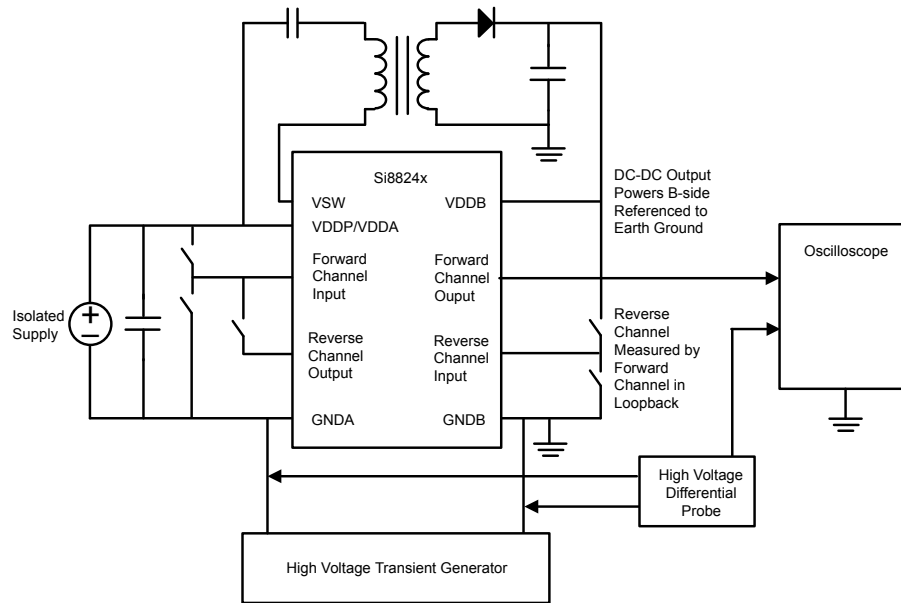 Si8824x
VSW
VDDB
VDDP/VDDA
Forward
Channel
Input
Forward
Channel
Ouput
Reverse
Channel
Output
Reverse
Channel
Input
GNDA
GNDB
Isolated
Supply
+
−
DC-DC Output
Powers B-side
Referenced to
Earth Ground
Oscilloscope
Reverse
Channel
Measured by
Forward
Channel in
Loopback
High Voltage
Differential
Probe
High Voltage Transient Generator